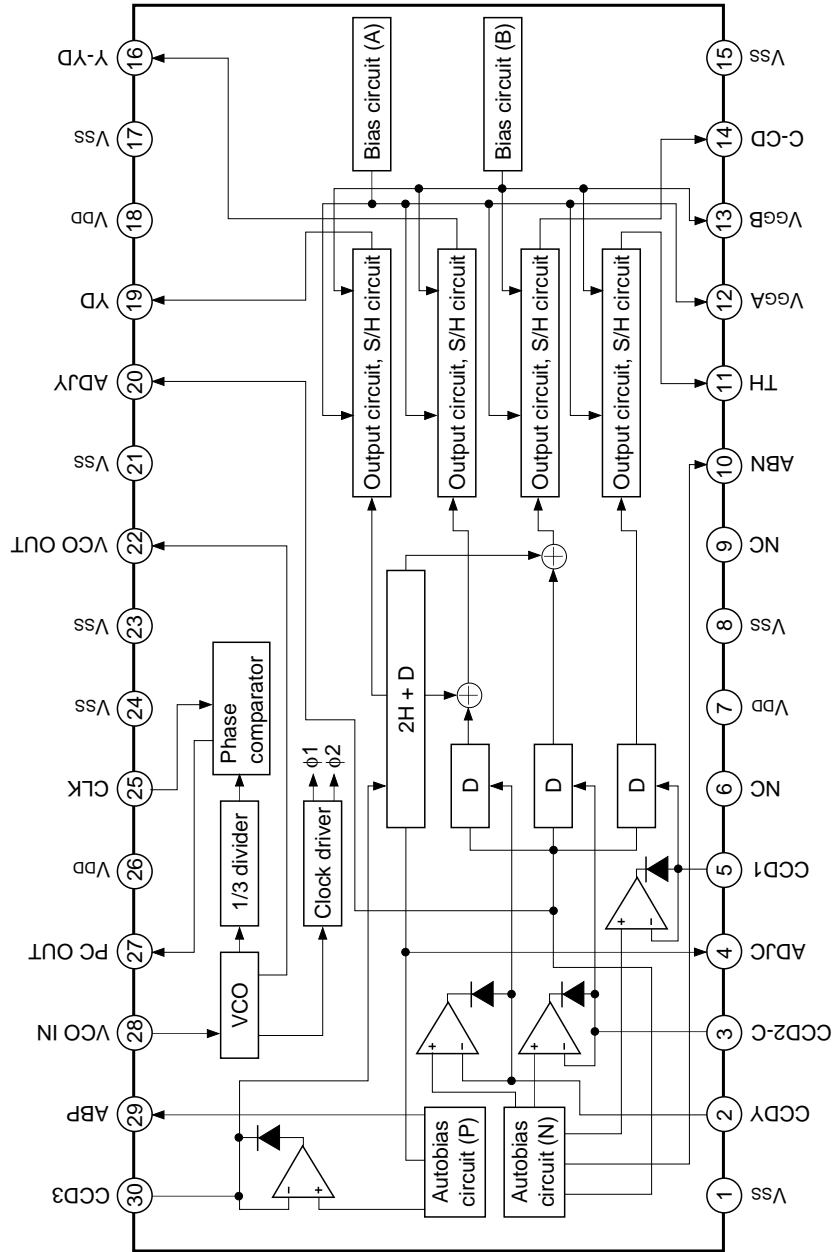 30 CCD3
29 ABP
28 VCO IN
27 PC OUT
26 VDD
25 CLK
24 VSS
23 VSS
22 VCO OUT
21 VSS
20 ADJY
19 YD
18 VDD
17 VSS
16 Y-YD
VCO
1/3 divider
Phase
comparator
Clock driver
ϕ1
ϕ2
Bias circuit (A)
Bias circuit (B)
2H + D
D
D
D
Output circuit, S/H circuit
Output circuit, S/H circuit
Output circuit, S/H circuit
Output circuit, S/H circuit
Autobias
circuit (P)
Autobias
circuit (N)
− +
+ −
+ −
+ −
1 VSS
2 CCDY
3 CCD2-C
4 ADJC
5 CCD1
6 NC
7 VDD
8 VSS
9 NC
10 ABN
11 TH
12 VGGA
13 VGGB
14 C-CD
15 VSS